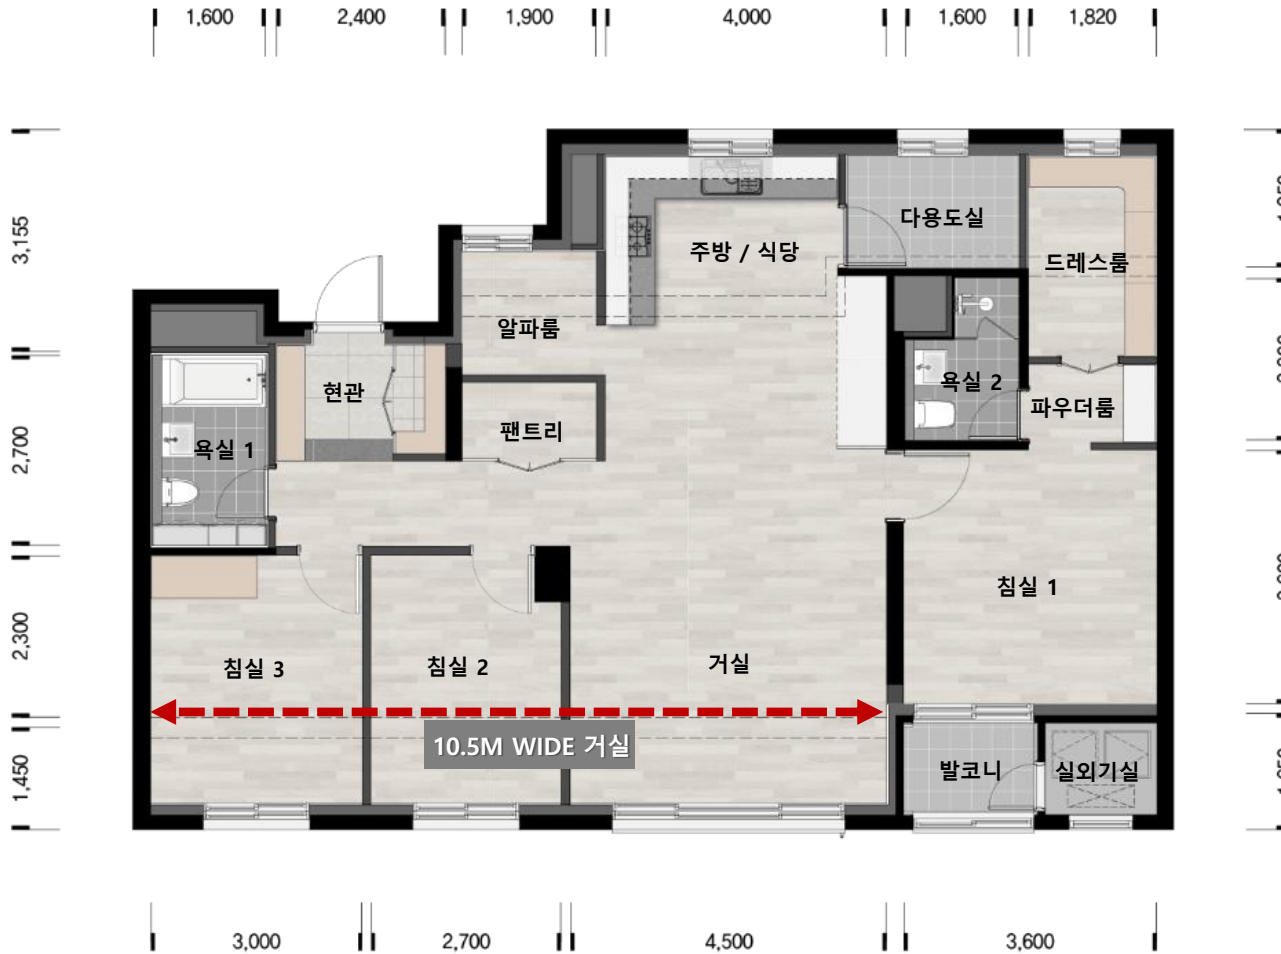 1,600 2,400 1,900 4,000 1,600 1,820
3,155
다용도실
주방 / 식당
드레스룸
알파룸
현관
욕실 2
파우더룸
팬트리
2,700
욕실 1
침실 1
2,300
침실 3
침실 2
거실
10.5M WIDE 거실
1,450
발코니
실외기실
3,000 2,700 4,500 3,600